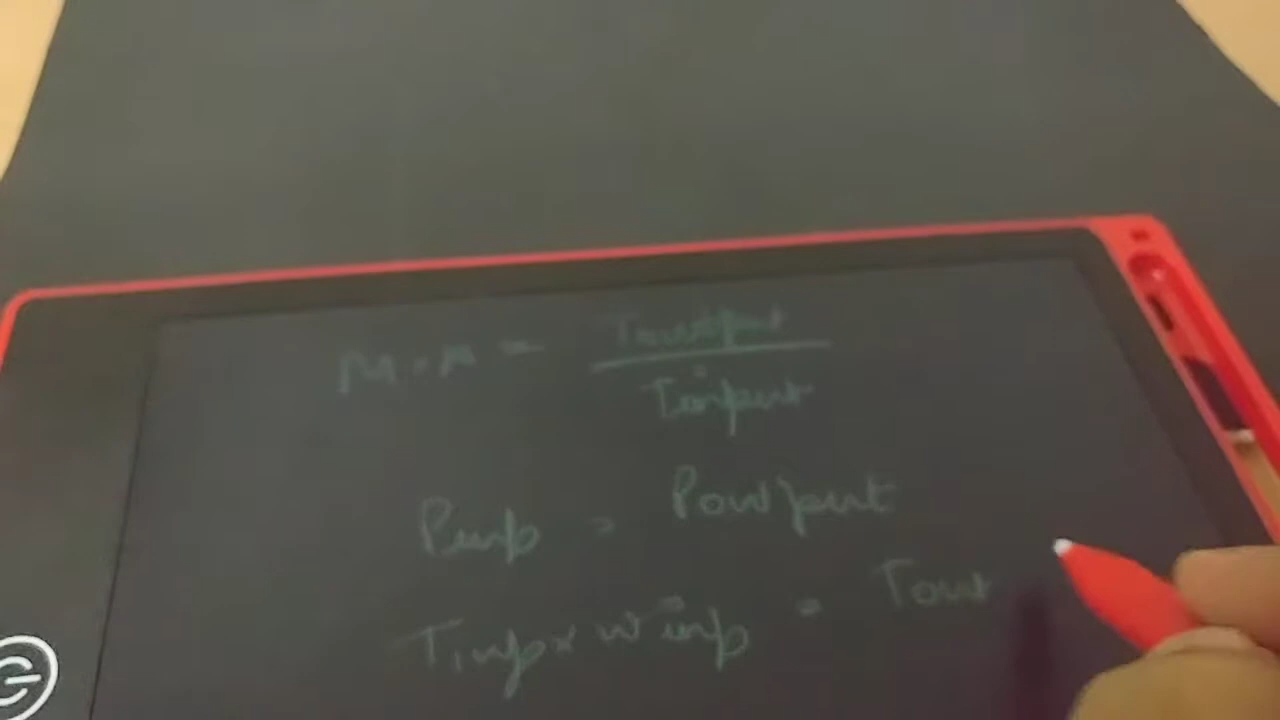 M.A = Toutput
Tinput
Pinp = Poutput
Tinp x winp = Tout